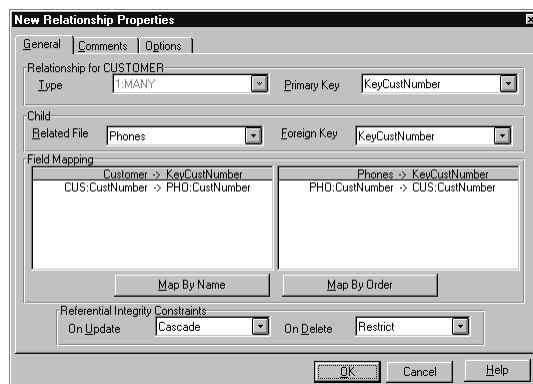 New Relationship Properties
General Comments Options
Relationship for CUSTOMER
Type 1:MANY Primary Key KeyCustNumber
Child
Related File Phones Foreign Key KeyCustNumber
Field Mapping
Customer -> KeyCustNumber Phones -> KeyCustNumber
CUS:CustNumber -> PHO:CustNumber PHO:CustNumber -> CUS:CustNumber
Map By Name Map By Order
Referential Integrity Constraints
On Update Cascade On Delete Restrict
OK Cancel Help